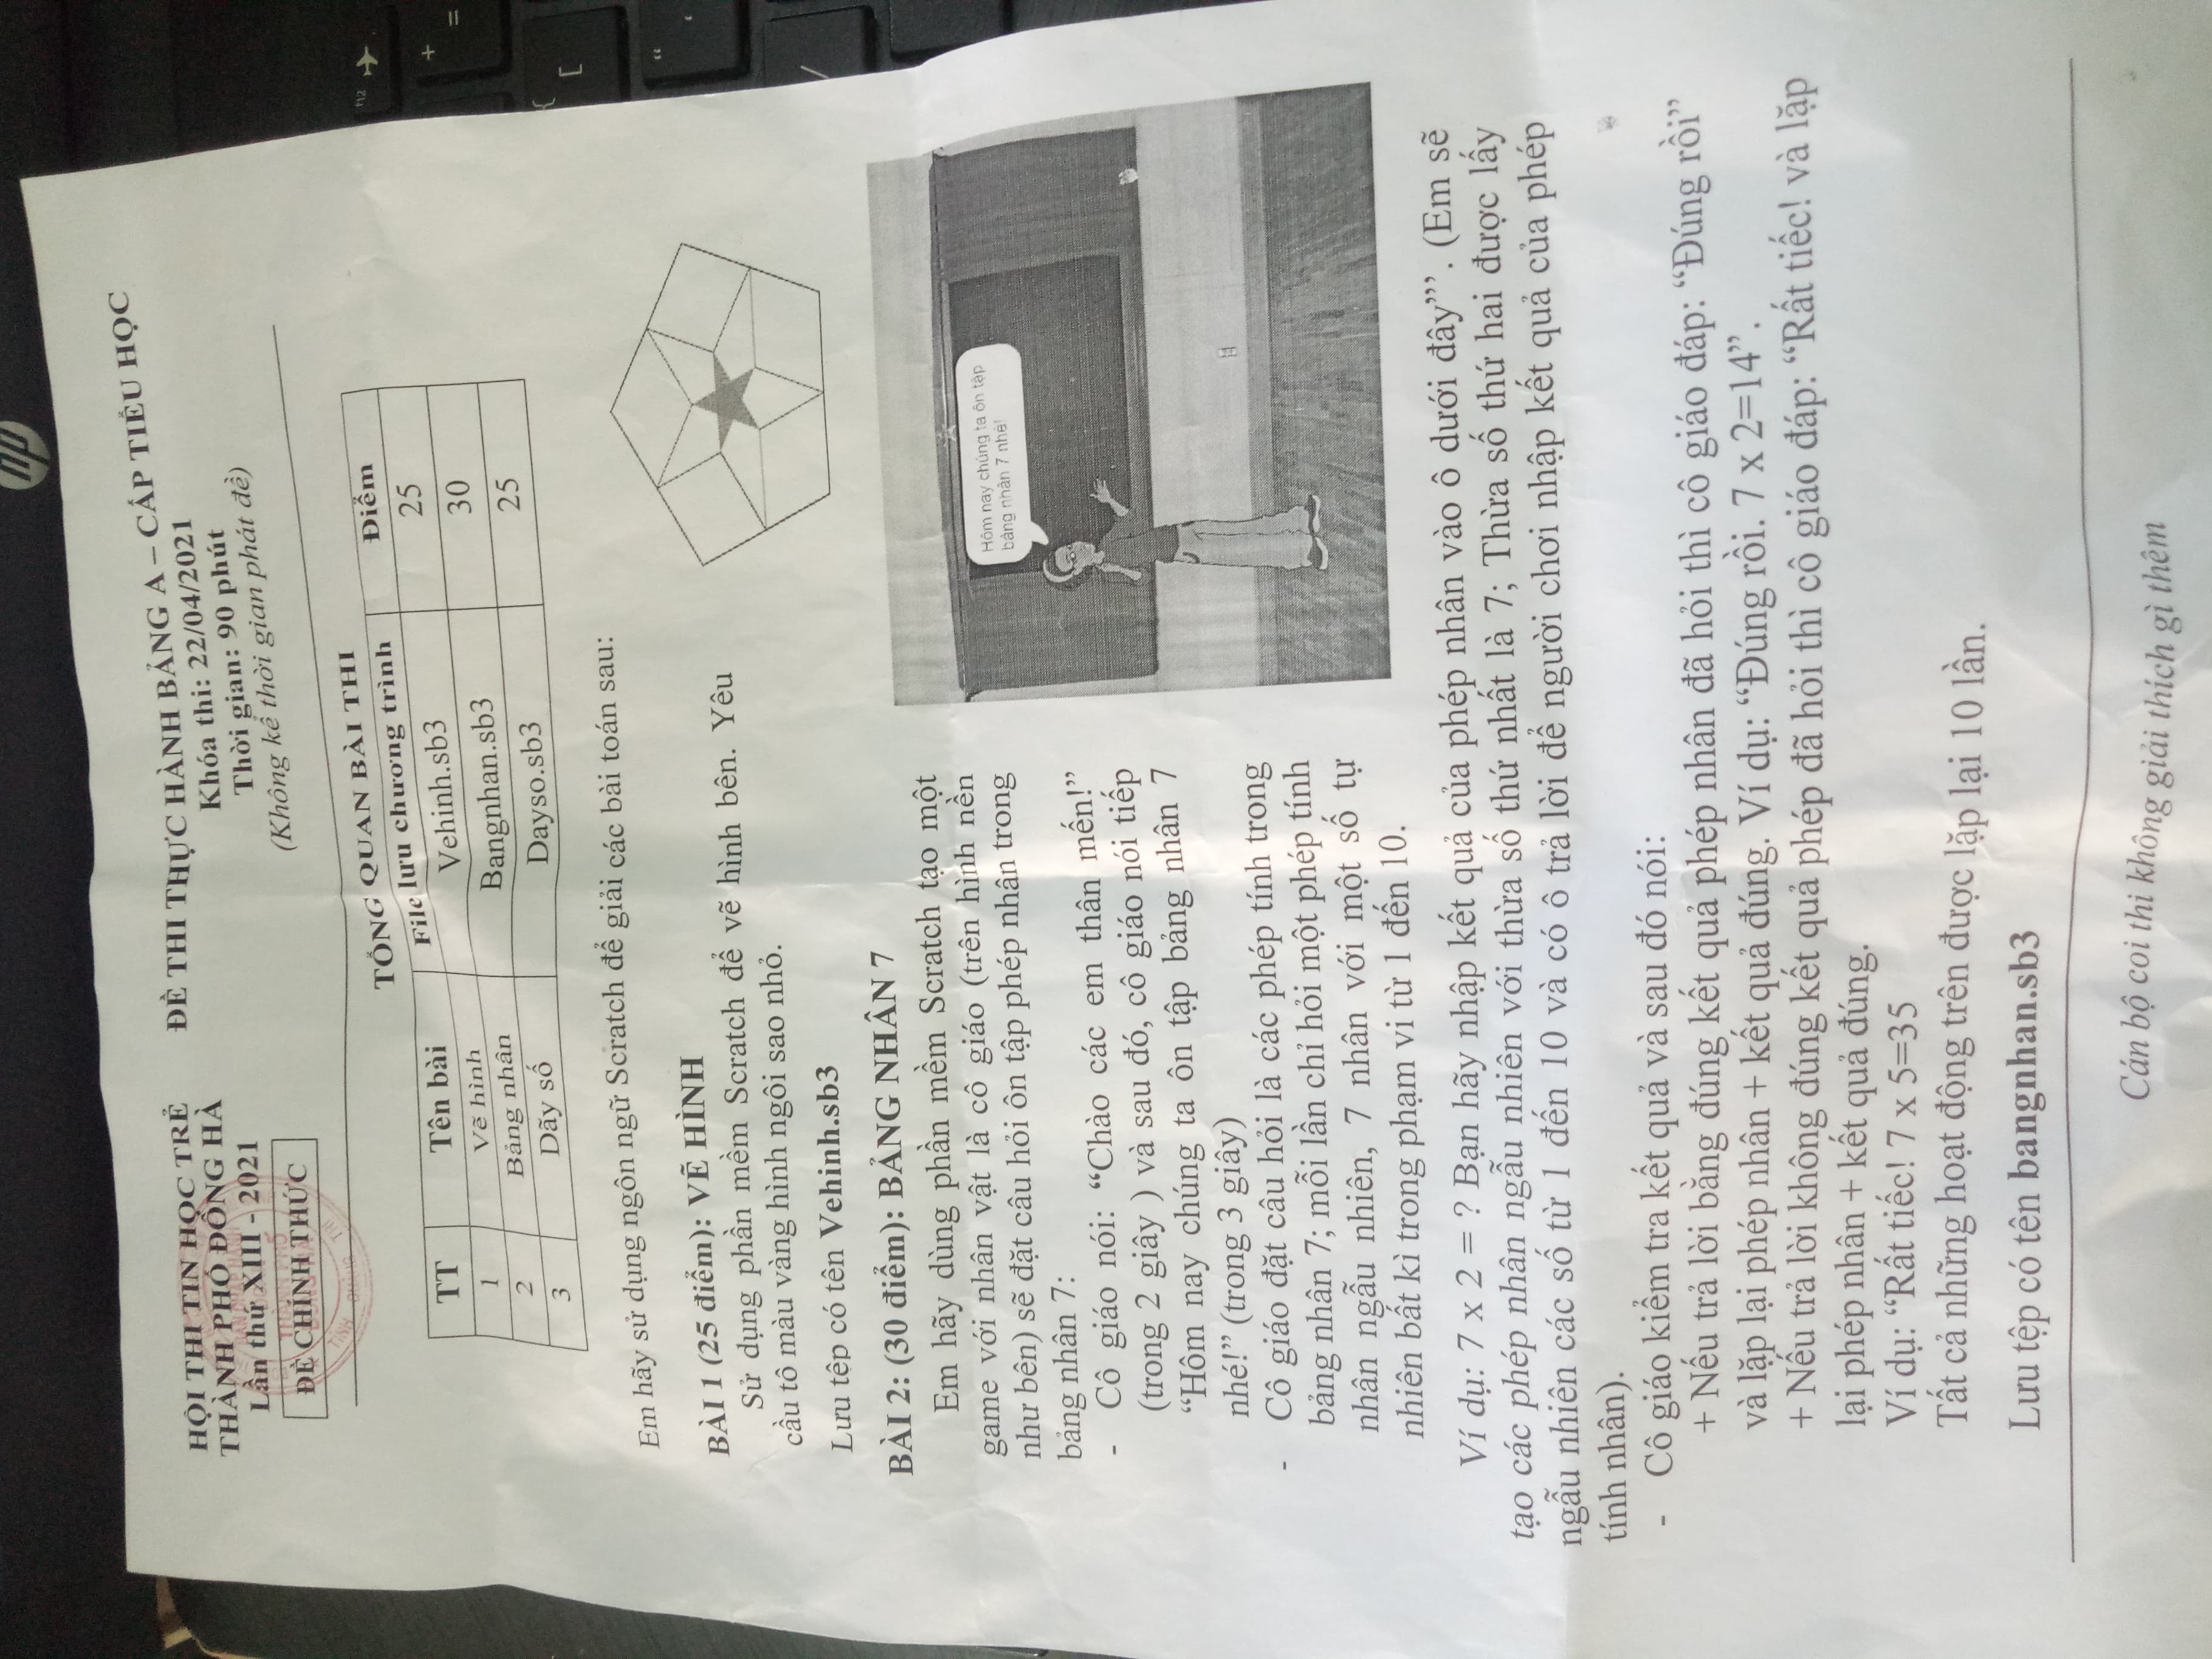 hp
HỘI THI TIN HỌC TRẺ
THÀNH PHỐ ĐÔNG HÀ
Lần thứ XIII - 2021
ĐỀ CHÍNH THỨC
ĐỀ THI THỰC HÀNH BẢNG A – CẤP TIỂU HỌC
Khóa thi: 22/04/2021
Thời gian: 90 phút
(Không kể thời gian phát đề)
TỔNG QUAN BÀI THI
TT Tên bài File lưu chương trình Điểm
1 Vẽ hình Vehinh.sb3 25
2 Bảng nhân Bangnhan.sb3 30
3 Dãy số Dayso.sb3 25
Em hãy sử dụng ngôn ngữ Scratch để giải các bài toán sau:
BÀI 1 (25 điểm): VẼ HÌNH
Sử dụng phần mềm Scratch để vẽ hình bên. Yêu
cầu tô màu vàng hình ngôi sao nhỏ.
Lưu tệp có tên Vehinh.sb3
BÀI 2: (30 điểm): BẢNG NHÂN 7
Em hãy dùng phần mềm Scratch tạo một
game với nhân vật là cô giáo (trên hình nền
như bên) sẽ đặt câu hỏi ôn tập phép nhân trong
bảng nhân 7:
- Cô giáo nói: “Chào các em thân mến!”
(trong 2 giây ) và sau đó, cô giáo nói tiếp
“Hôm nay chúng ta ôn tập bảng nhân 7
nhé!” (trong 3 giây)
- Cô giáo đặt câu hỏi là các phép tính trong
bảng nhân 7; mỗi lần chỉ hỏi một phép tính
nhân ngẫu nhiên, 7 nhân với một số tự
nhiên bất kì trong phạm vi từ 1 đến 10.
Hôm nay chúng ta ôn tập
bảng nhân 7 nhé!
Ví dụ: 7 x 2 = ? Bạn hãy nhập kết quả của phép nhân vào ô dưới đây”’. (Em sẽ
tạo các phép nhân ngẫu nhiên với thừa số thứ nhất là 7; Thừa số thứ hai được lấy
ngẫu nhiên các số từ 1 đến 10 và có ô trả lời để người chơi nhập kết quả của phép
tính nhân).
- Cô giáo kiểm tra kết quả và sau đó nói:
+ Nếu trả lời bằng đúng kết quả phép nhân đã hỏi thì cô giáo đáp: “Đúng rồi”
và lặp lại phép nhân + kết quả đúng. Ví dụ: “Đúng rồi. 7 x 2=14”.
+ Nếu trả lời không đúng kết quả phép đã hỏi thì cô giáo đáp: “Rất tiếc! và lặp
lại phép nhân + kết quả đúng.
Ví dụ: “Rất tiếc! 7 x 5=35
Tất cả những hoạt động trên được lặp lại 10 lần.
Lưu tệp có tên bangnhan.sb3
Cán bộ coi thi không giải thích gì thêm
f12
+
=
{
[
“
‘
/